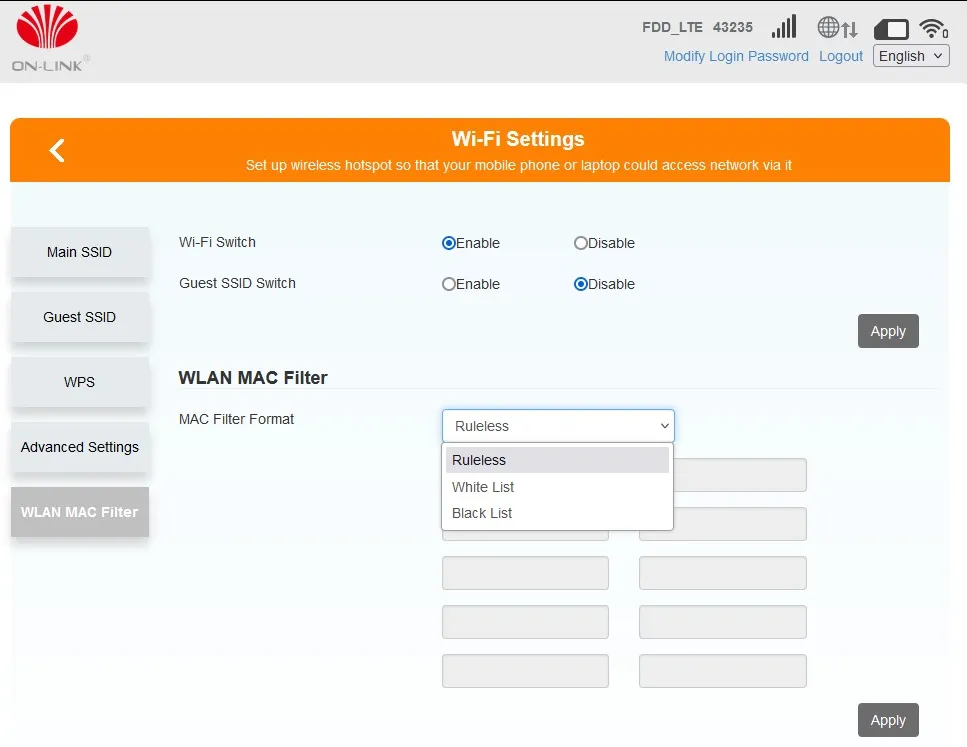 FDD_LTE 43235
0
ON-LINK®
Modify Login Password Logout English
Wi-Fi Settings
Set up wireless hotspot so that your mobile phone or laptop could access network via it
Main SSID
Guest SSID
WPS
Advanced Settings
WLAN MAC Filter
Wi-Fi Switch Enable Disable
Guest SSID Switch Enable Disable
Apply
WLAN MAC Filter
MAC Filter Format Ruleless
Ruleless
White List
Black List
Apply